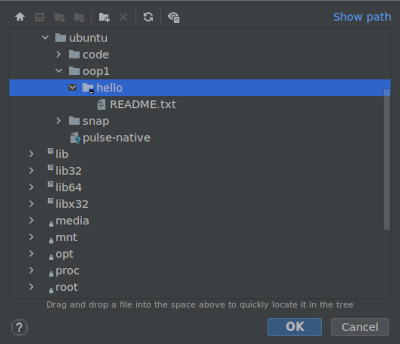 Show path
ubuntu
code
oop1
hello
README.txt
snap
pulse-native
lib
lib32
lib64
libx32
media
mnt
opt
proc
root
Drag and drop a file into the space above to quickly locate it in the tree
?
OK
Cancel